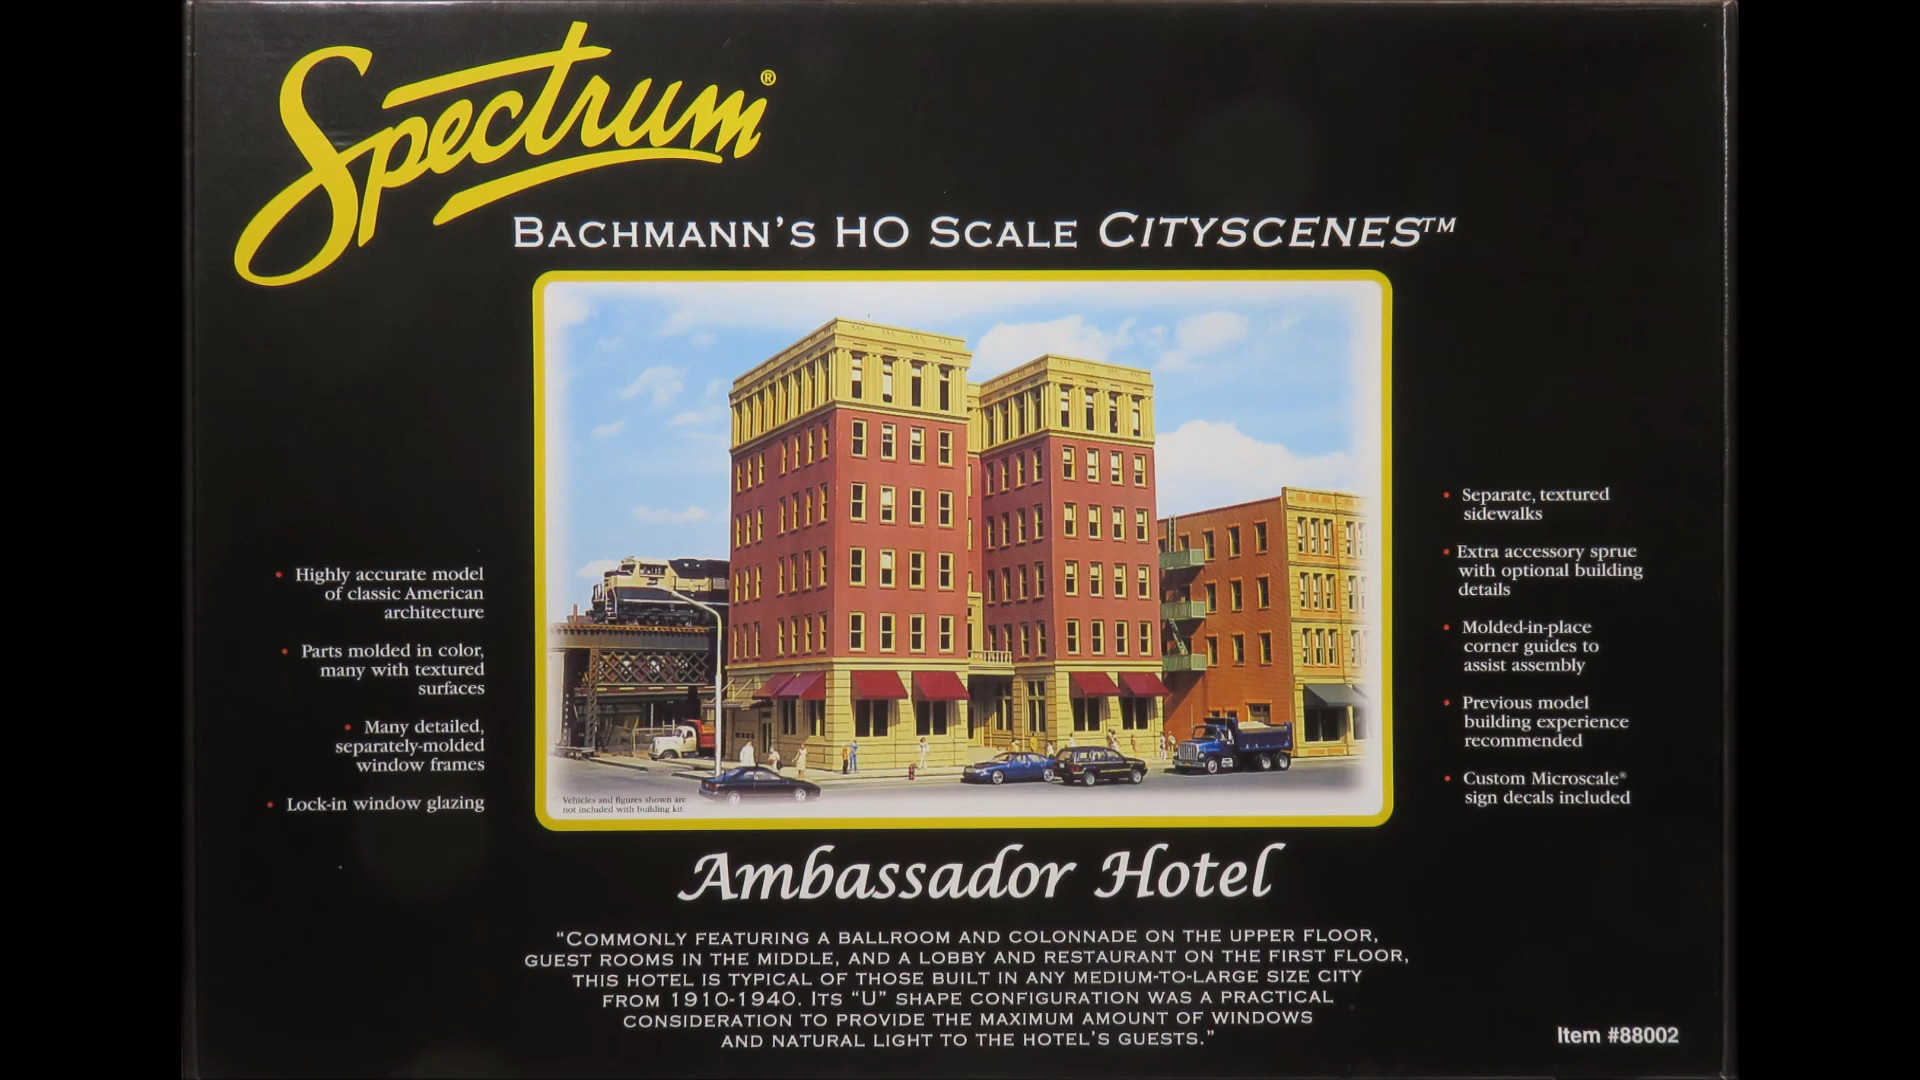 Spectrum®
BACHMANN'S HO SCALE CITYSCENES™
• Highly accurate model
of classic American
architecture
• Parts molded in color,
many with textured
surfaces
• Many detailed,
separately-molded
window frames
• Lock-in window glazing
Vehicles and figures shown are
not included with building kit.
• Separate, textured
sidewalks
• Extra accessory sprue
with optional building
details
• Molded-in-place
corner guides to
assist assembly
• Previous model
building experience
recommended
• Custom Microscale®
sign decals included
Ambassador Hotel
"COMMONLY FEATURING A BALLROOM AND COLONNADE ON THE UPPER FLOOR,
GUEST ROOMS IN THE MIDDLE, AND A LOBBY AND RESTAURANT ON THE FIRST FLOOR,
THIS HOTEL IS TYPICAL OF THOSE BUILT IN ANY MEDIUM-TO-LARGE SIZE CITY
FROM 1910-1940. ITS "U" SHAPE CONFIGURATION WAS A PRACTICAL
CONSIDERATION TO PROVIDE THE MAXIMUM AMOUNT OF WINDOWS
AND NATURAL LIGHT TO THE HOTEL'S GUESTS."
Item #88002